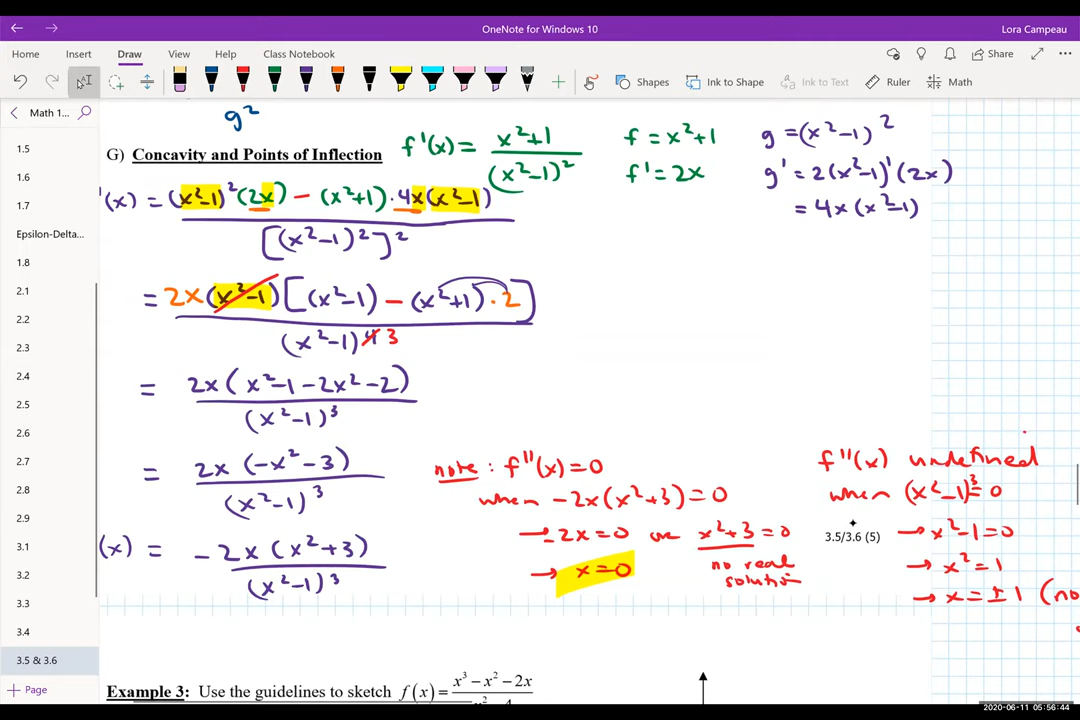 OneNote for Windows 10
Lora Campeau
Home Insert Draw View Help Class Notebook
Share
Shapes Ink to Shape Ink to Text Ruler Math
Math 1...
1.5
1.6
1.7
Epsilon-Delta...
1.8
2.1
2.2
2.3
2.4
2.5
2.6
2.7
2.8
2.9
3.1
3.2
3.3
3.4
3.5 & 3.6
+ Page
g²
G) Concavity and Points of Inflection
f'(x) = (x²+1)/(x²-1)²
f = x²+1
f' = 2x
g = (x²-1)²
g' = 2(x²-1)'(2x)
= 4x(x²-1)
'(x) = ((x²-1)²(2x) - (x²+1)·4x(x²-1))/[(x²-1)²]²
= 2x(x²-1)[(x²-1) - (x²+1)·2]/(x²-1)4 3
= 2x(x²-1-2x²-2)/(x²-1)³
= 2x(-x²-3)/(x²-1)³
(x) = -2x(x²+3)/(x²-1)³
note: f''(x)=0
when -2x(x²+3)=0
→ -2x=0 or x²+3=0
→ x=0
no real
solution
f''(x) undefined
when (x²-1)³=0
3.5/3.6 (5)
→ x²-1=0
→ x²=1
→ x=±1 (no
Example 3: Use the guidelines to sketch f(x) = x³ - x² - 2x
2020-06-11 05:56:44